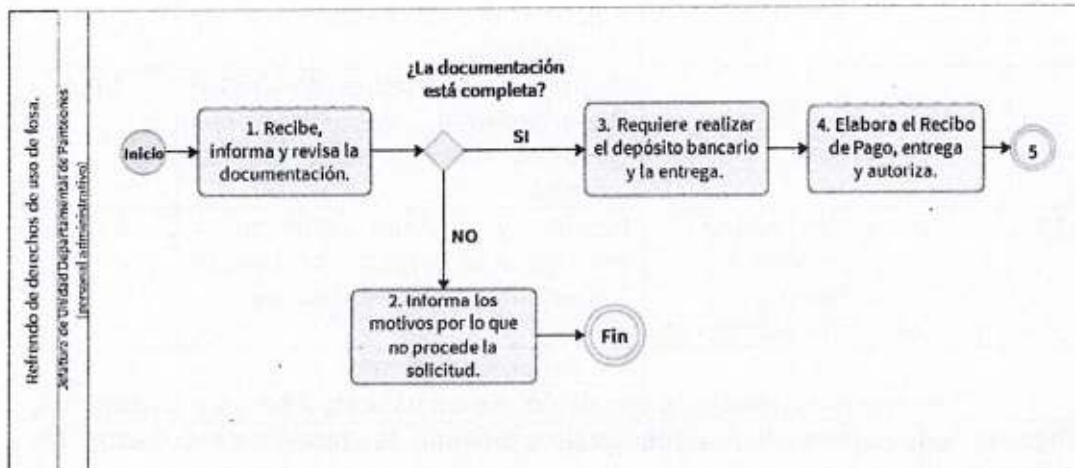 Refrendo de derechos de uso de fosa.
Jefatura de Unidad Departamental de Panteones
(personal administrativo)
¿La documentación
está completa?
Inicio
1. Recibe,
informa y revisa la
documentación.
SI
3. Requiere realizar
el depósito bancario
y la entrega.
4. Elabora el Recibo
de Pago, entrega
y autoriza.
5
NO
2. Informa los
motivos por lo que
no procede la
solicitud.
Fin